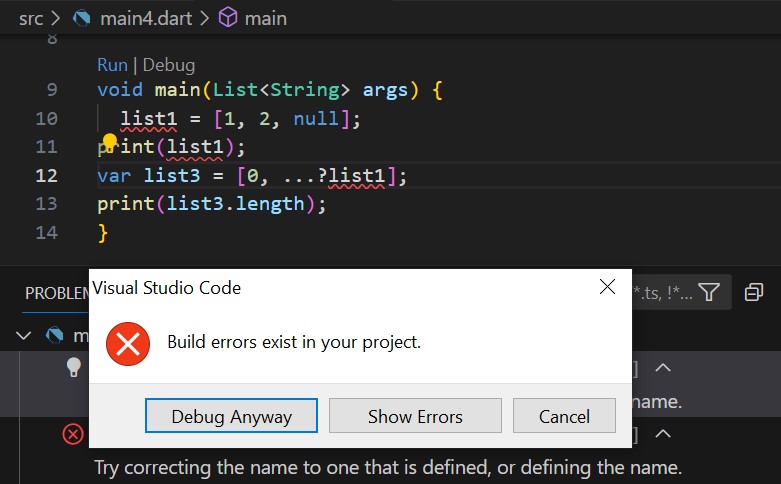 src > main4.dart > main
8
Run | Debug
9 void main(List<String> args) {
10 list1 = [1, 2, null];
11 print(list1);
12 var list3 = [0, ...?list1];
13 print(list3.length);
14 }
PROBLEM
*.ts, !*...
Visual Studio Code
Build errors exist in your project.
]
name.
Debug Anyway Show Errors Cancel
]
Try correcting the name to one that is defined, or defining the name.